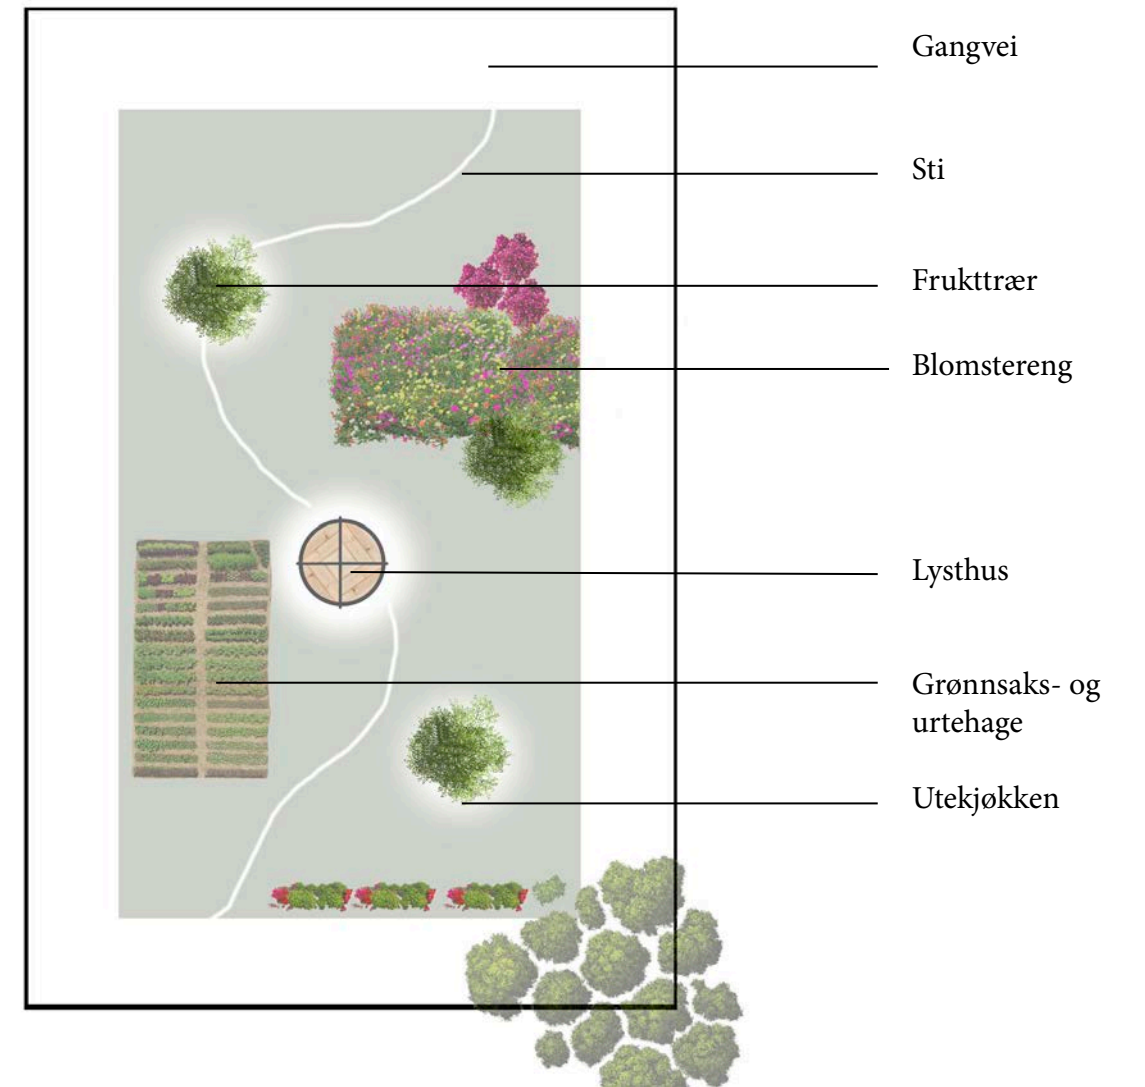 Gangvei
Sti
Frukttrær
Blomstereng
Lysthus
Grønnsaks- og
urtehage
Utekjøkken